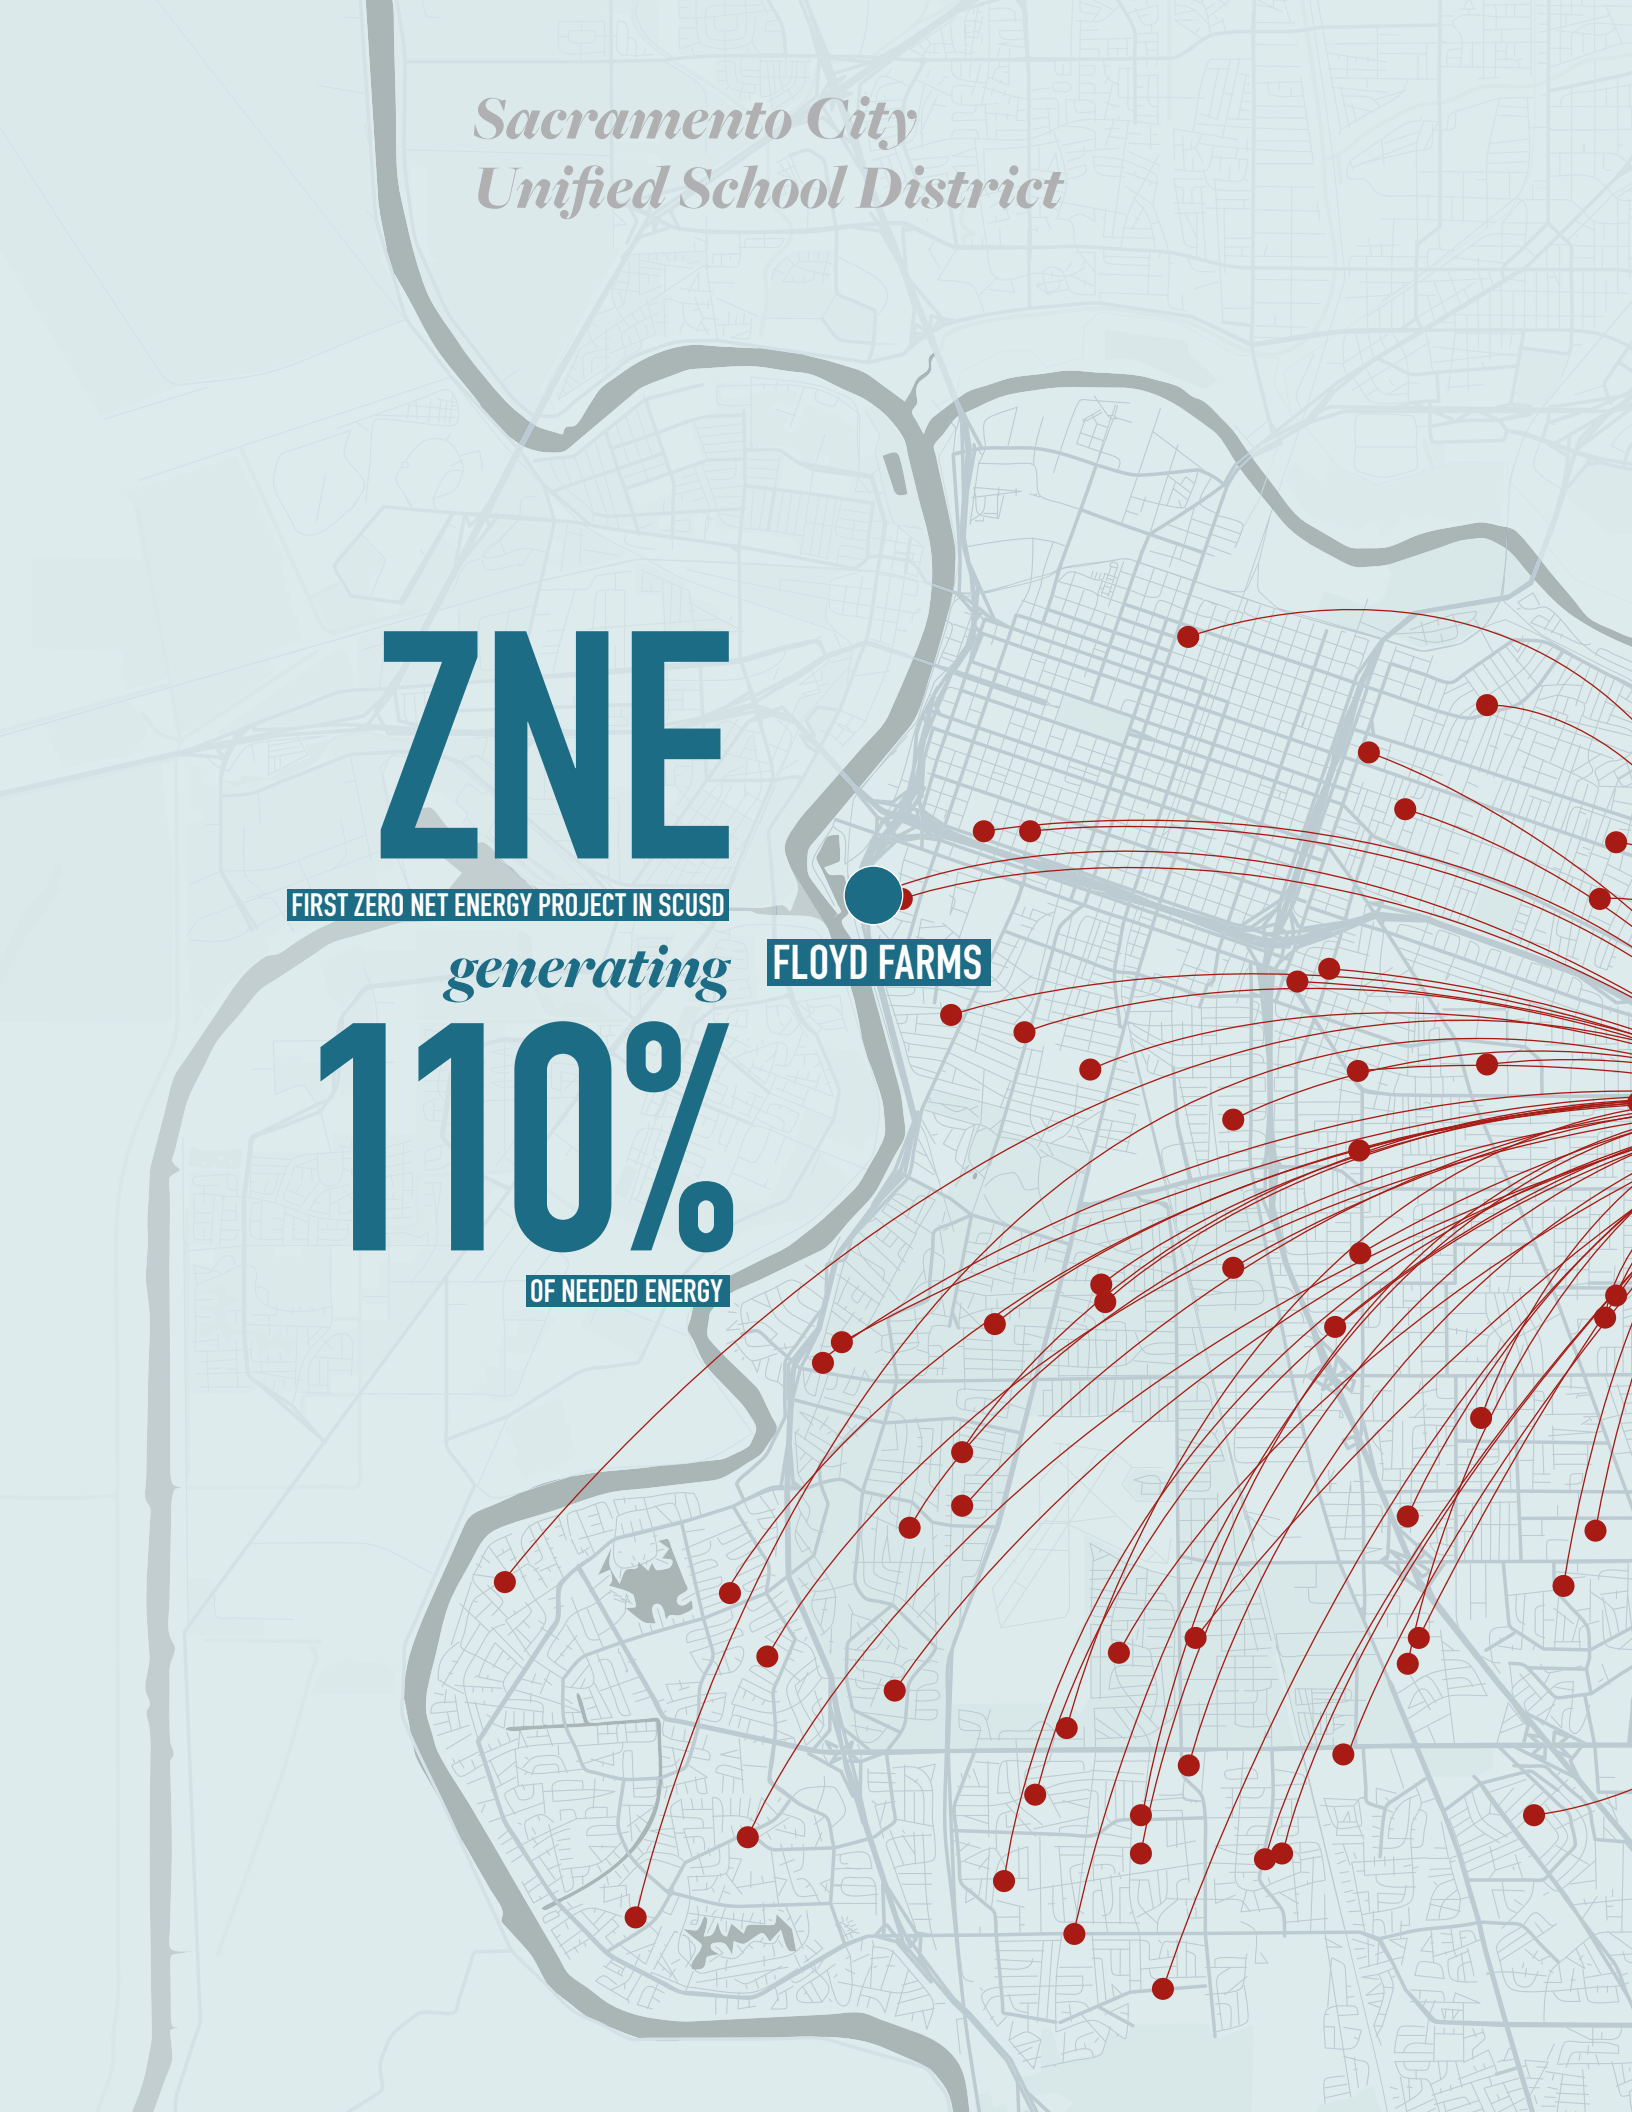 Sacramento City
Unified School District
ZNE
FIRST ZERO NET ENERGY PROJECT IN SCUSD
generating
110%
OF NEEDED ENERGY
FLOYD FARMS